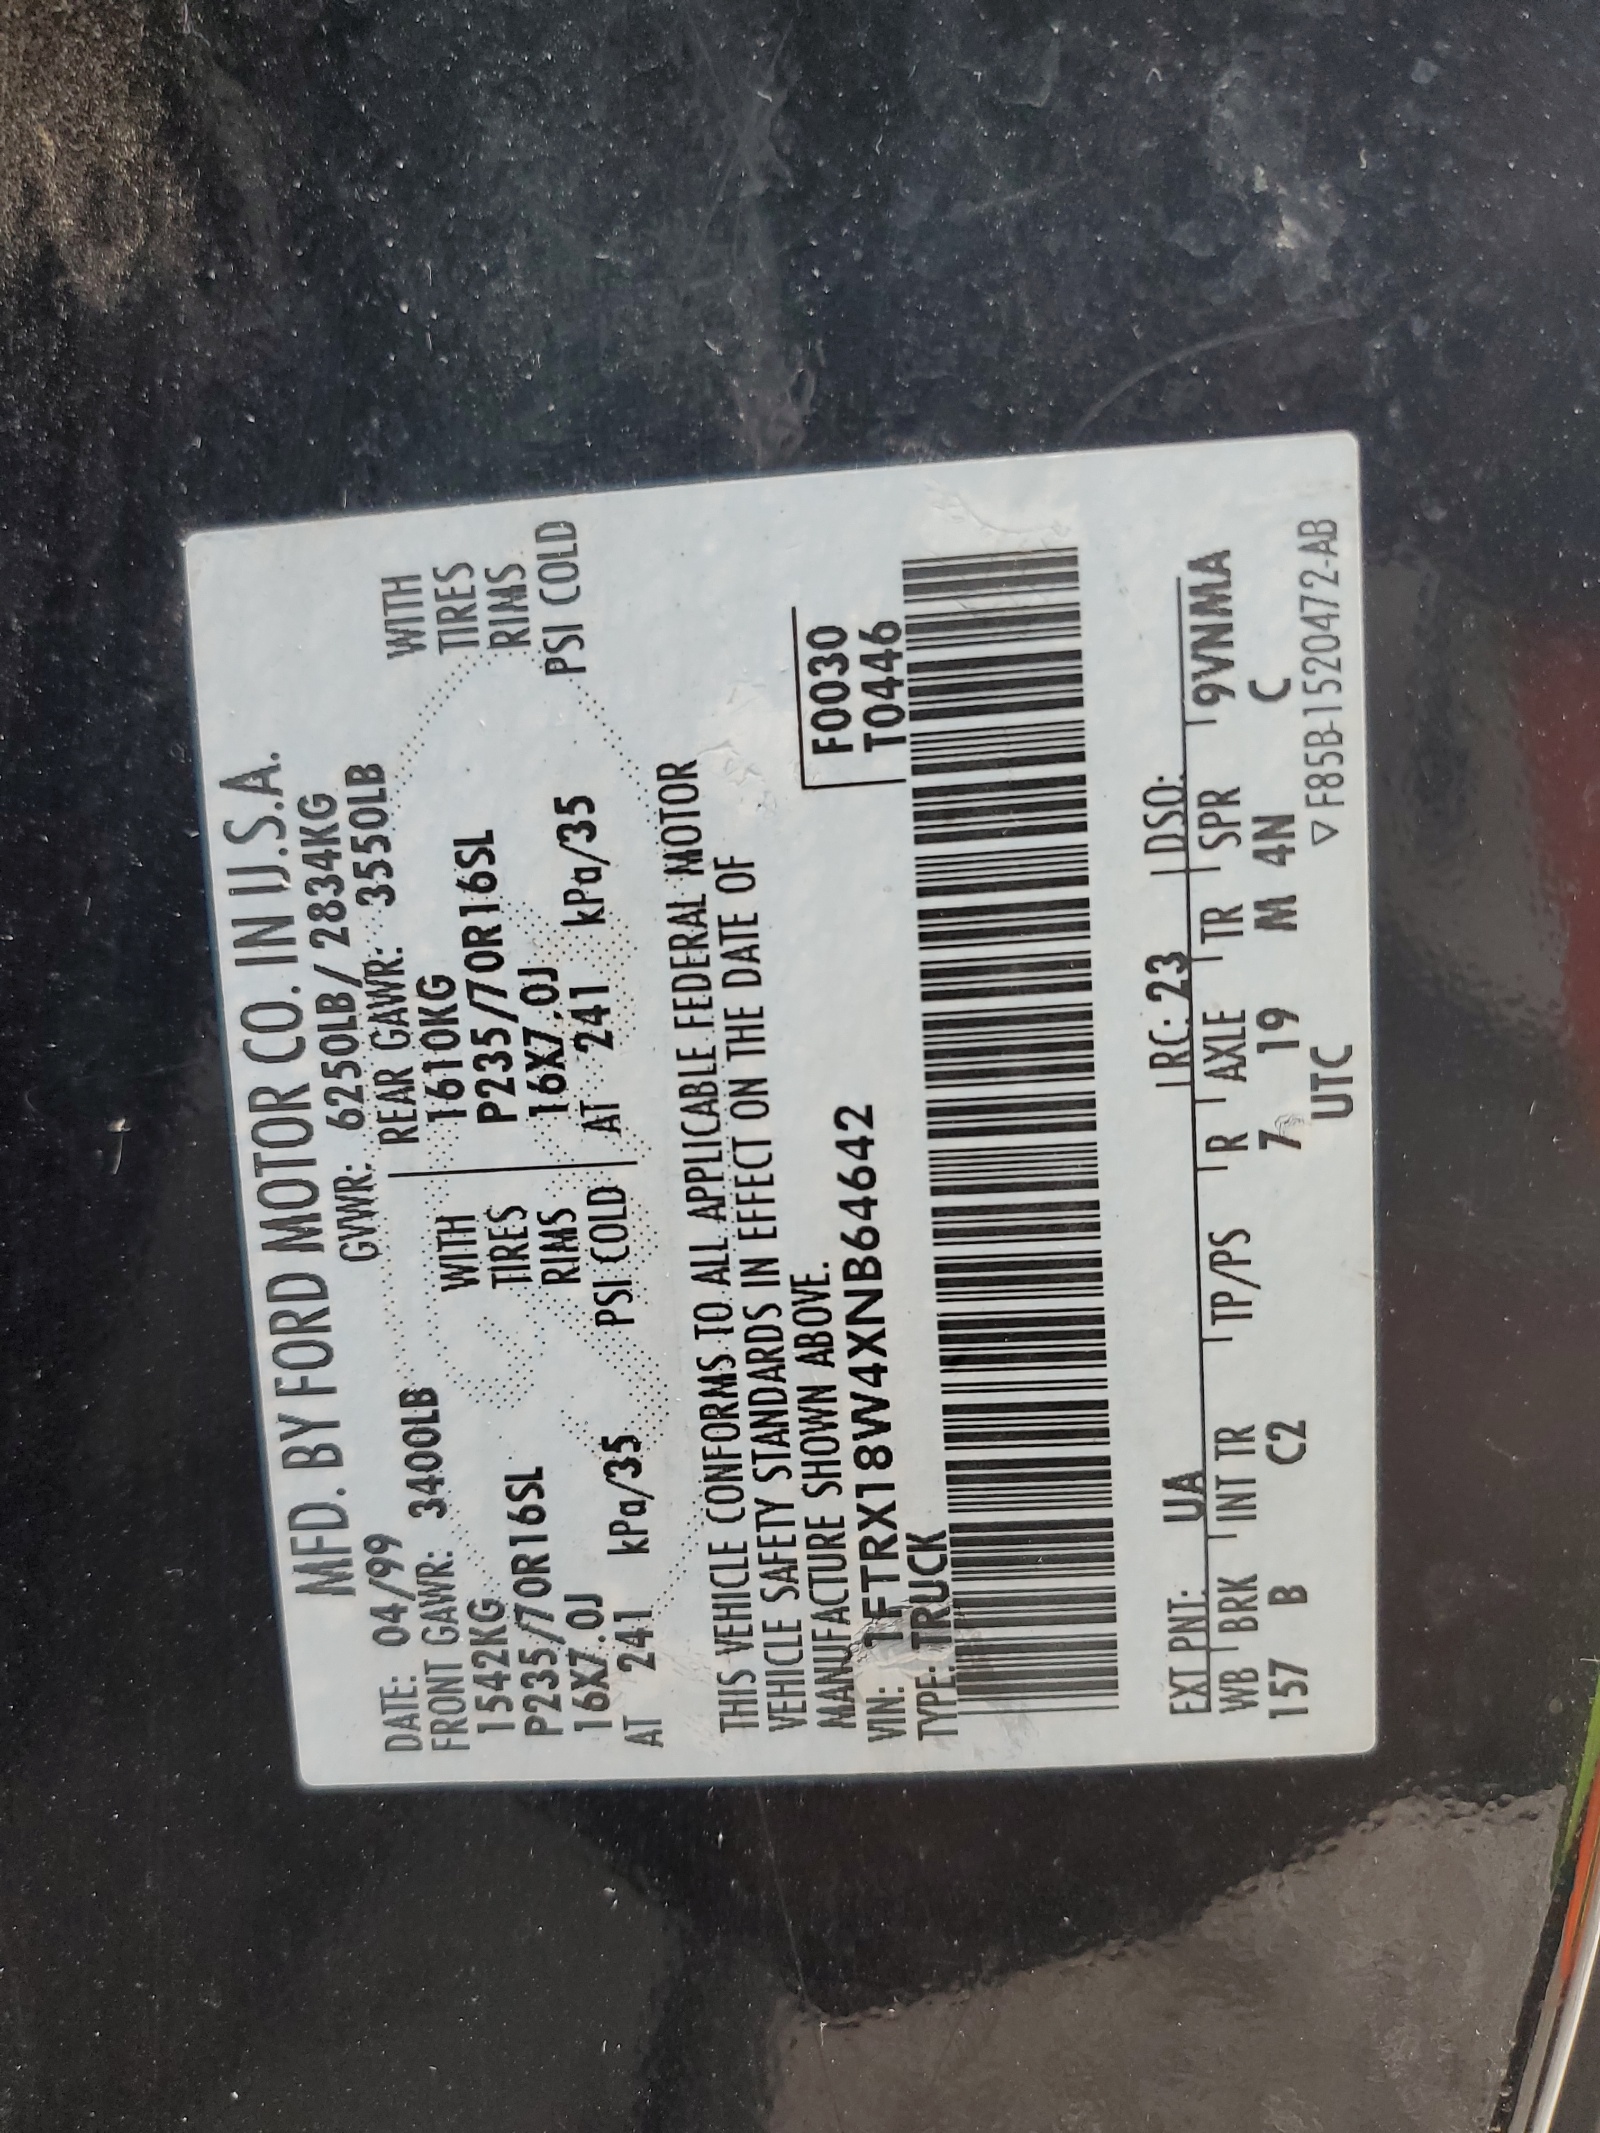 MFD. BY FORD MOTOR CO. IN U.S.A.
DATE: 04/99 GVWR: 6250LB/ 2834KG
FRONT GAWR: 3400LB REAR GAWR: 3550LB
1542KG WITH 1610KG WITH
P235/70R16SL TIRES P235/70R16SL TIRES
16X7.0J RIMS 16X7.0J RIMS
AT 241 kPa/35 PSI COLD AT 241 kPa/35 PSI COLD
THIS VEHICLE CONFORMS TO ALL APPLICABLE FEDERAL MOTOR
VEHICLE SAFETY STANDARDS IN EFFECT ON THE DATE OF
MANUFACTURE SHOWN ABOVE.
VIN: 1FTRX18W4XNB64642 F0030
TYPE: TRUCK T0446
EXT PNT: UA RC: 23 DSO:
WB BRK INT TR TP/PS R AXLE TR SPR 9VNMA
157 B C2 7 19 M 4N C
UTC ▽ F85B-1520472-AB